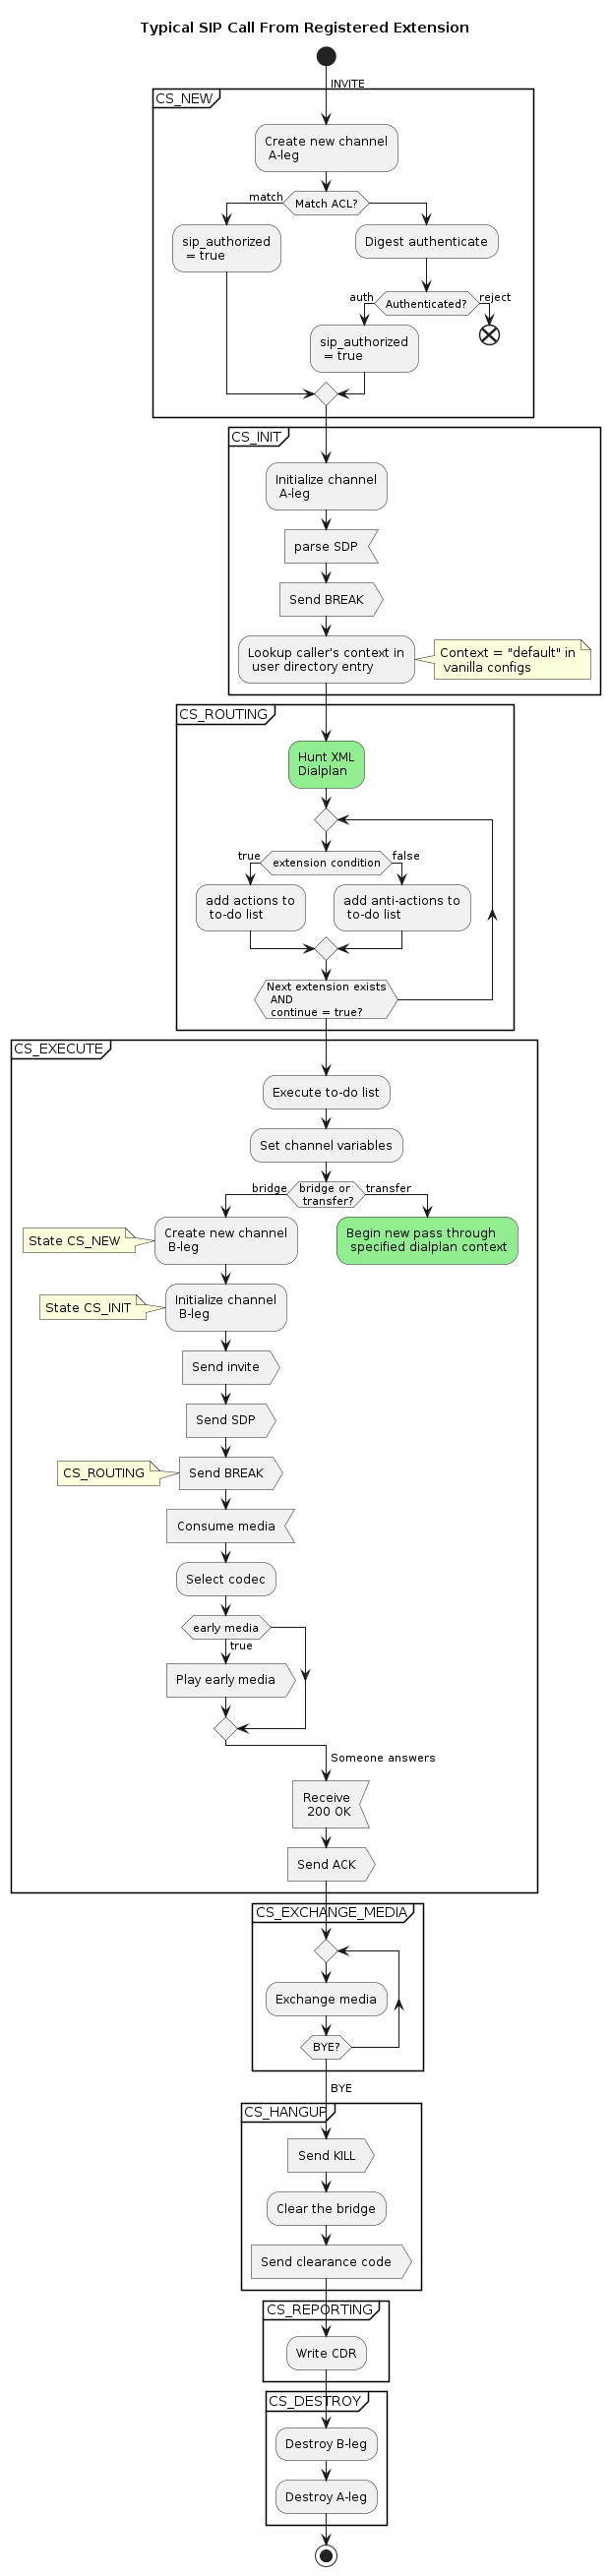 Typical SIP Call From Registered Extension
INVITE
CS_NEW
Create new channel
A-leg
match
Match ACL?
sip_authorized
= true
Digest authenticate
auth
Authenticated?
reject
sip_authorized
= true
CS_INIT
Initialize channel
A-leg
parse SDP
Send BREAK
Lookup caller's context in
user directory entry
Context = "default" in
vanilla configs
CS_ROUTING
Hunt XML
Dialplan
true
extension condition
false
add actions to
to-do list
add anti-actions to
to-do list
Next extension exists
AND
continue = true?
CS_EXECUTE
Execute to-do list
Set channel variables
bridge
bridge or
transfer?
transfer
State CS_NEW
Create new channel
B-leg
Begin new pass through
specified dialplan context
State CS_INIT
Initialize channel
B-leg
Send invite
Send SDP
CS_ROUTING
Send BREAK
Consume media
Select codec
early media
true
Play early media
Someone answers
Receive
200 OK
Send ACK
CS_EXCHANGE_MEDIA
Exchange media
BYE?
BYE
CS_HANGUP
Send KILL
Clear the bridge
Send clearance code
CS_REPORTING
Write CDR
CS_DESTROY
Destroy B-leg
Destroy A-leg